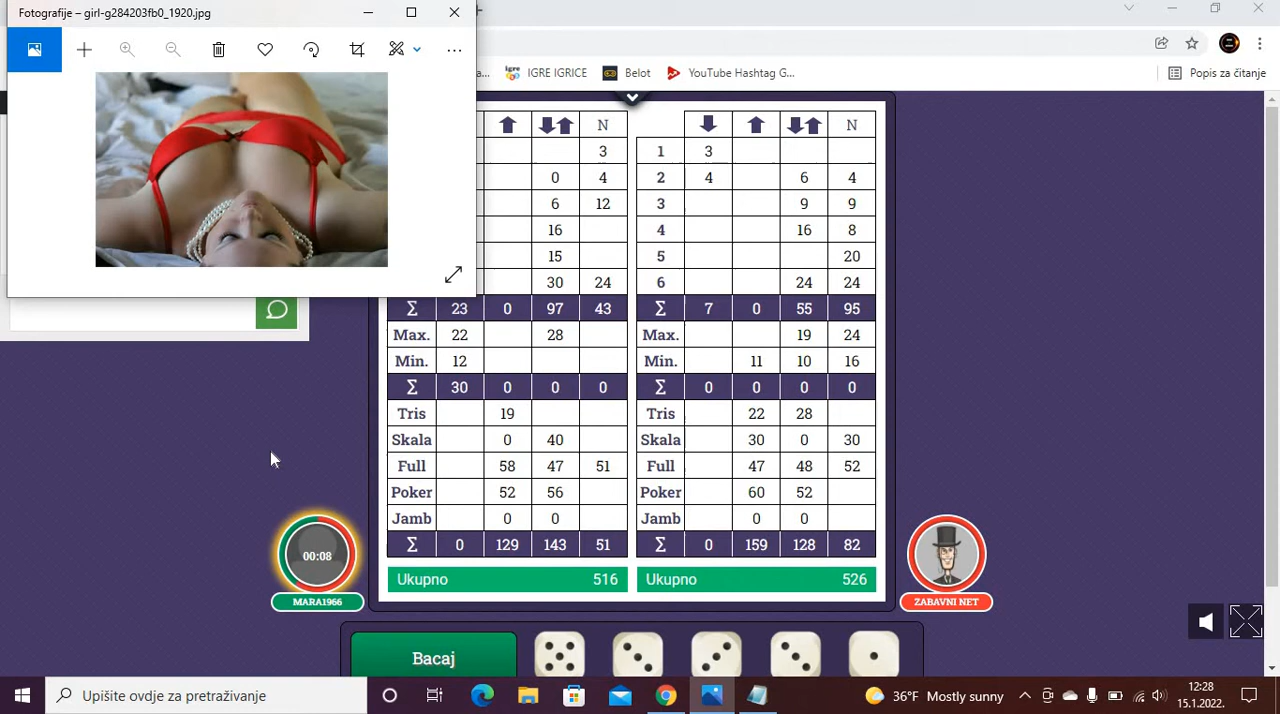 Fotografije – girl-g284203fb0_1920.jpg
IGRE IGRICE
Belot
YouTube Hashtag G...
Popis za čitanje
N
N
3
1 3
0 4
2 4 6 4
6 12
3 9 9
16
4 16 8
15
5 20
30 24
6 24 24
Σ 23 0 97 43
Σ 7 0 55 95
Max. 22 28
Max. 19 24
Min. 12
Min. 11 10 16
Σ 30 0 0 0
Σ 0 0 0 0
Tris 19
Tris 22 28
Skala 0 40
Skala 30 0 30
Full 58 47 51
Full 47 48 52
Poker 52 56
Poker 60 52
Jamb 0 0
Jamb 0 0
Σ 0 129 143 51
Σ 0 159 128 82
Ukupno 516
Ukupno 526
00:08
MARA1966
ZABAVNI NET
Bacaj
Upišite ovdje za pretraživanje
36°F Mostly sunny
12:28
15.1.2022.